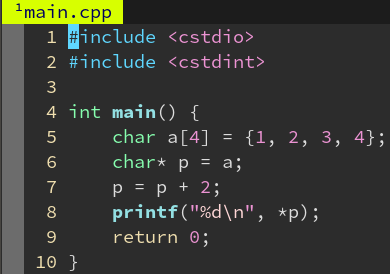 ¹main.cpp
1 #include <cstdio>
2 #include <cstdint>
3
4 int main() {
5     char a[4] = {1, 2, 3, 4};
6     char* p = a;
7     p = p + 2;
8     printf("%d\n", *p);
9     return 0;
10 }